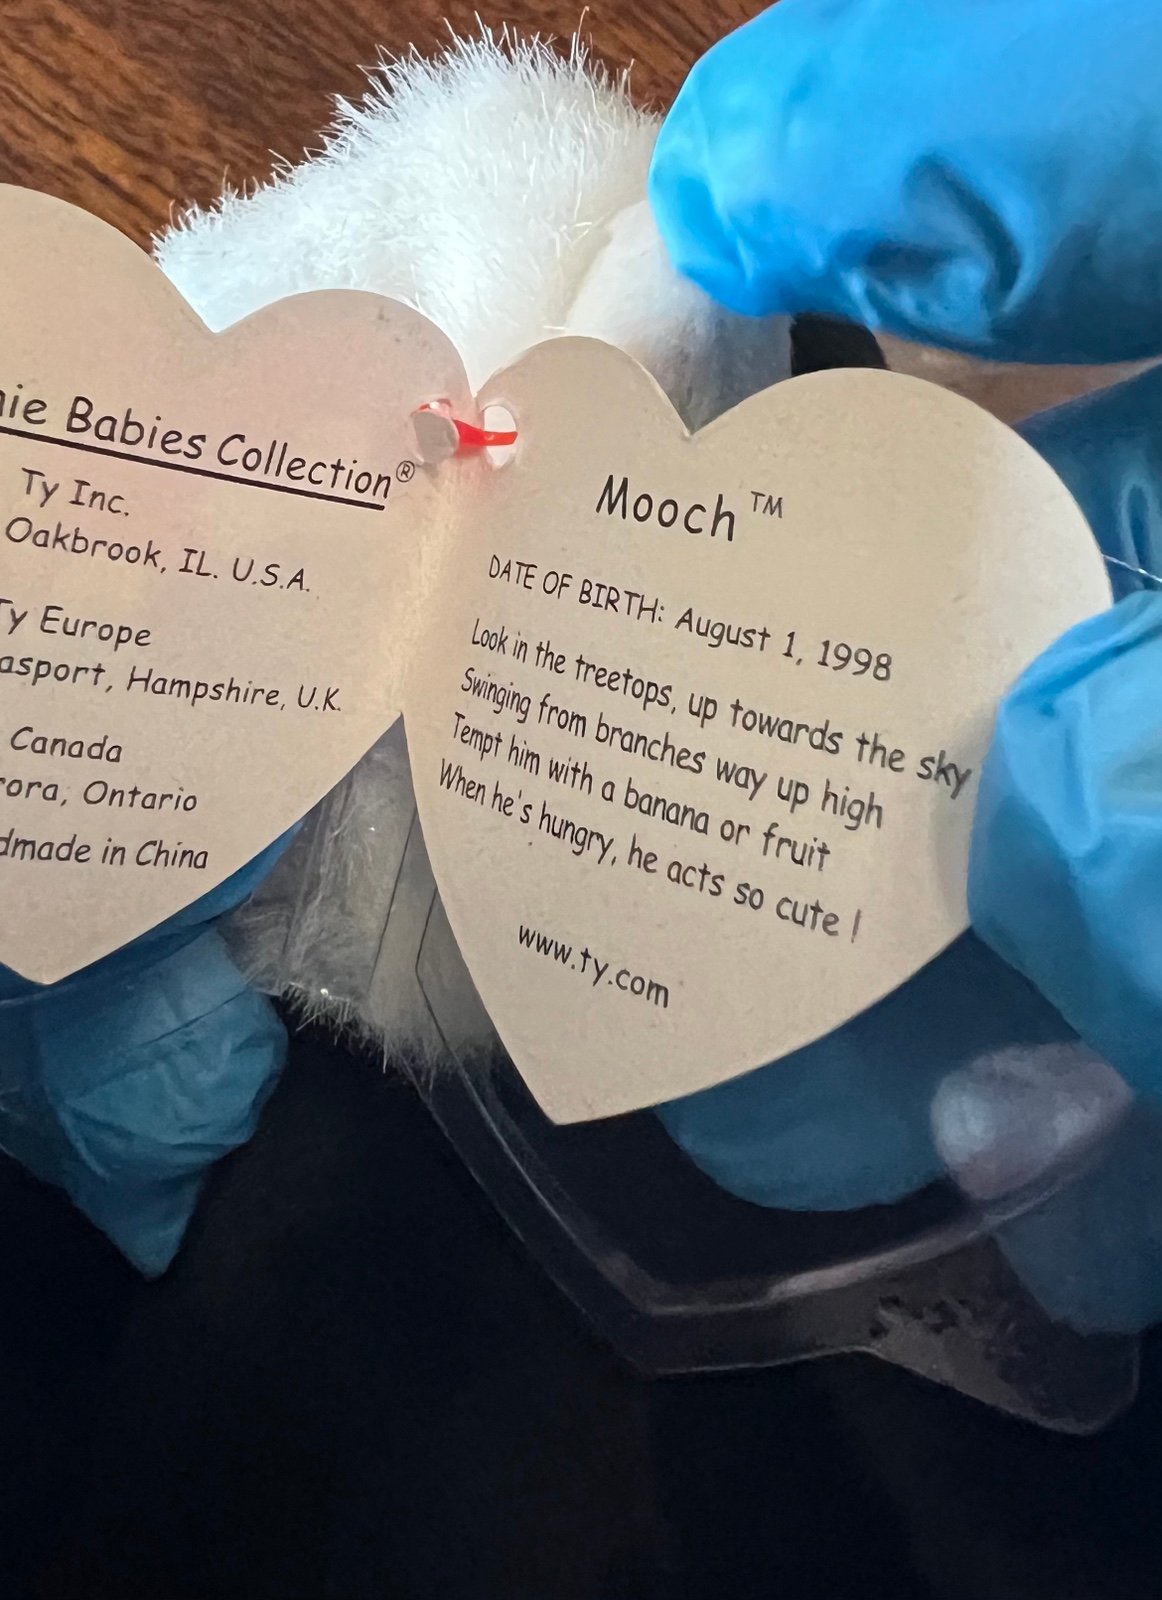 Babies Collection®
Ty Inc.
Oakbrook, IL. U.S.A.
Ty Europe
Hampshire, U.K.
Canada
Ontario
in China
Mooch™
DATE OF BIRTH: August 1, 1998
Look in the treetops, up towards the sky
Swinging from branches way up high
Tempt him with a banana or fruit
When he's hungry, he acts so cute !
www.ty.com